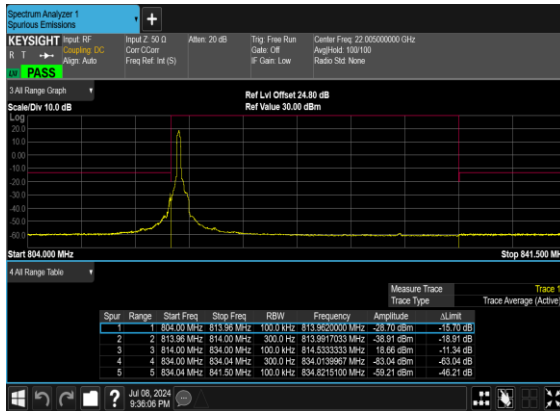 Spectrum Analyzer 1
Spurious Emissions
KEYSIGHT Input: RF Input Z: 50 Ω Atten: 20 dB Trig: Free Run Center Freq: 22.005000000 GHz
R T Coupling: DC Corr CCorr Gate: Off Avg|Hold: 100/100
Align: Auto Freq Ref: Int (S) IF Gain: Low Radio Std: None
PASS
3 All Range Graph
Ref Lvl Offset 24.80 dB
Scale/Div 10.0 dB Ref Value 30.00 dBm
Log
20.0
10.0
0.00
-10.0
-20.0
-30.0
-40.0
-50.0
-60.0
Start 804.000 MHz Stop 841.500 MH
4 All Range Table
Measure Trace Trace 1
Trace Type Trace Average (Active)
Spur Range Start Freq Stop Freq RBW Frequency Amplitude ΔLimit
1 1 804.00 MHz 813.96 MHz 100.0 kHz 813.9620000 MHz -28.70 dBm -15.70 dB
2 2 813.96 MHz 814.00 MHz 300.0 Hz 813.9917033 MHz -38.91 dBm -18.91 dB
3 3 814.00 MHz 834.00 MHz 100.0 kHz 814.5333333 MHz 18.66 dBm -11.34 dB
4 4 834.00 MHz 834.04 MHz 300.0 Hz 834.0139967 MHz -83.04 dBm -63.04 dB
5 5 834.04 MHz 841.50 MHz 100.0 kHz 834.8215100 MHz -59.21 dBm -46.21 dB
Jul 08, 2024
9:36:06 PM